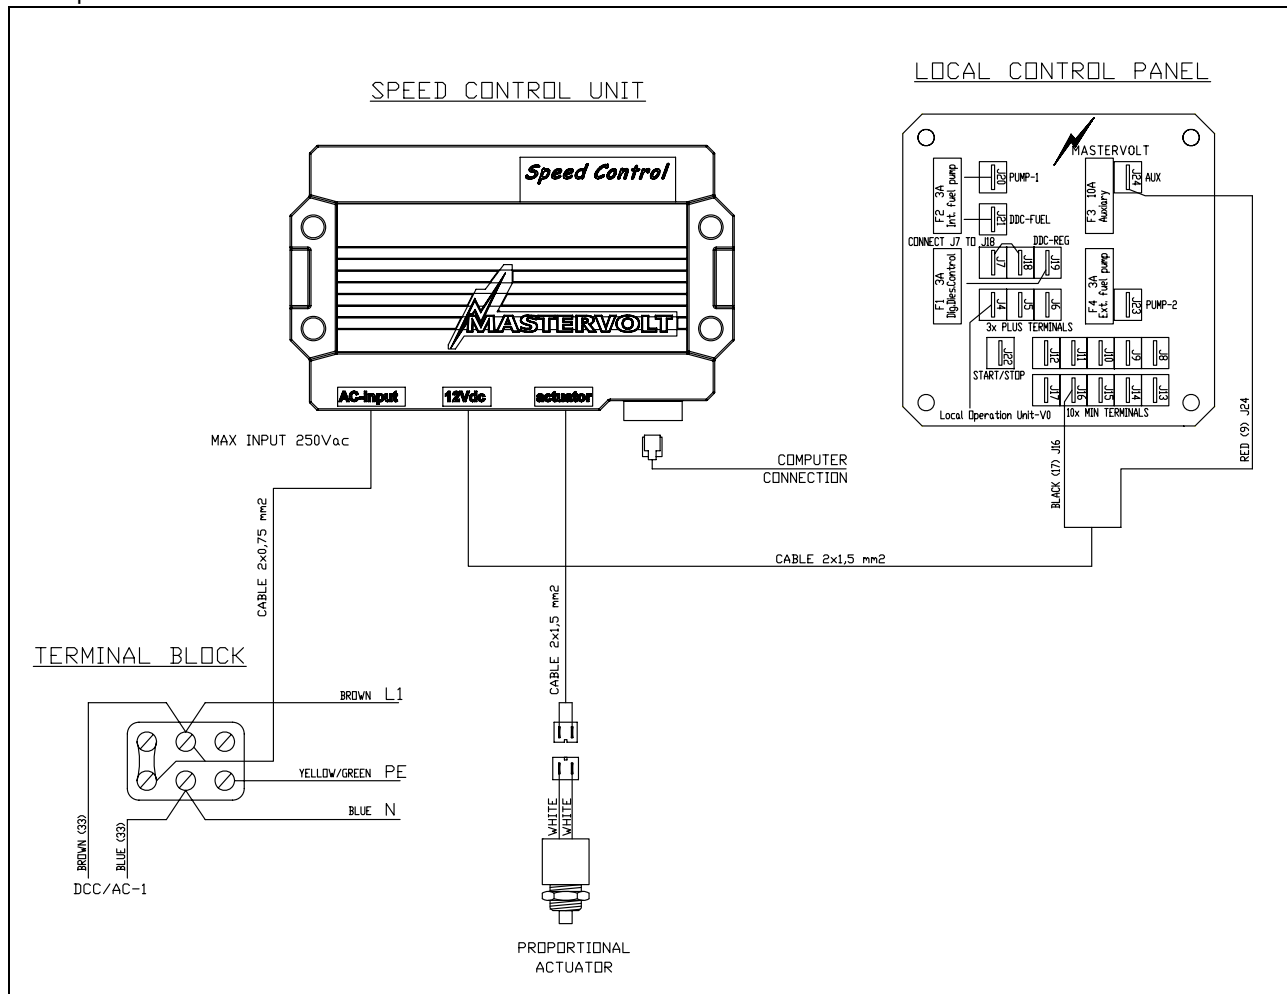 SPEED CONTROL UNIT
LOCAL CONTROL PANEL
Speed Control
MASTERVOLT
AC-Input
12Vdc
actuator
MAX INPUT 250Vac
COMPUTER
CONNECTION
MASTERVOLT
F2 3A
Int. fuel pump
J20
PUMP-1
J21
DDC-FUEL
F3 10A
Auxiary
J24
AUX
CONNECT J7 TO J18
DDC-REG
F1 3A
Dig.Dies.Control
J7
J18
J19
J4
J5
J6
3x PLUS TERMINALS
F4 3A
Ext. fuel pump
J23
PUMP-2
J22
START/STOP
J12
J11
J10
J9
J8
J17
J16
J15
J14
J13
Local Operation Unit-V0
10x MIN TERMINALS
BLACK (17) J16
RED (9) J24
CABLE 2x1,5 mm2
CABLE 2x0,75 mm2
CABLE 2x1,5 mm2
TERMINAL BLOCK
BROWN L1
YELLOW/GREEN PE
BLUE N
BROWN (33)
BLUE (33)
DCC/AC-1
WHITE
WHITE
PROPORTIONAL
ACTUATOR